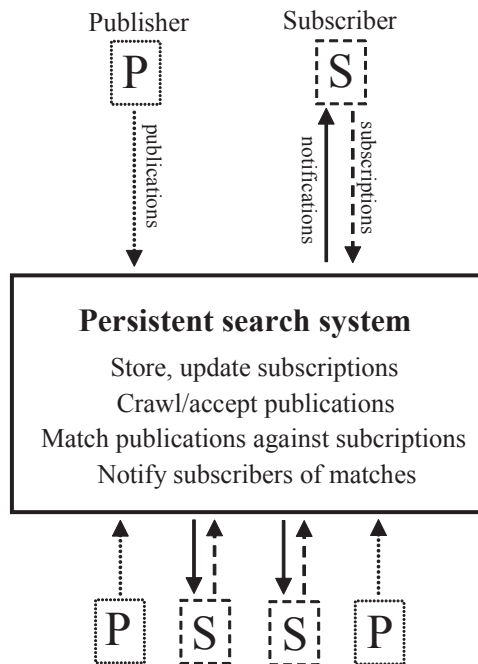 Publisher
Subscriber
P
S
publications
notifications
subscriptions
Persistent search system
Store, update subscriptions
Crawl/accept publications
Match publications against subcriptions
Notify subscribers of matches
P
S
S
P